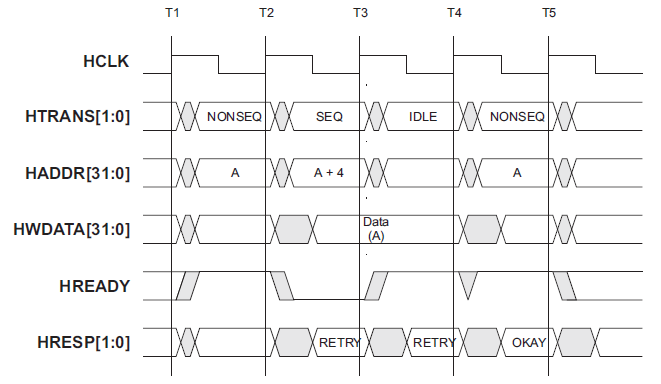 T1 T2 T3 T4 T5
HCLK
HTRANS[1:0] NONSEQ SEQ IDLE NONSEQ
HADDR[31:0] A A + 4 A
HWDATA[31:0] Data
(A)
HREADY
HRESP[1:0] RETRY RETRY OKAY